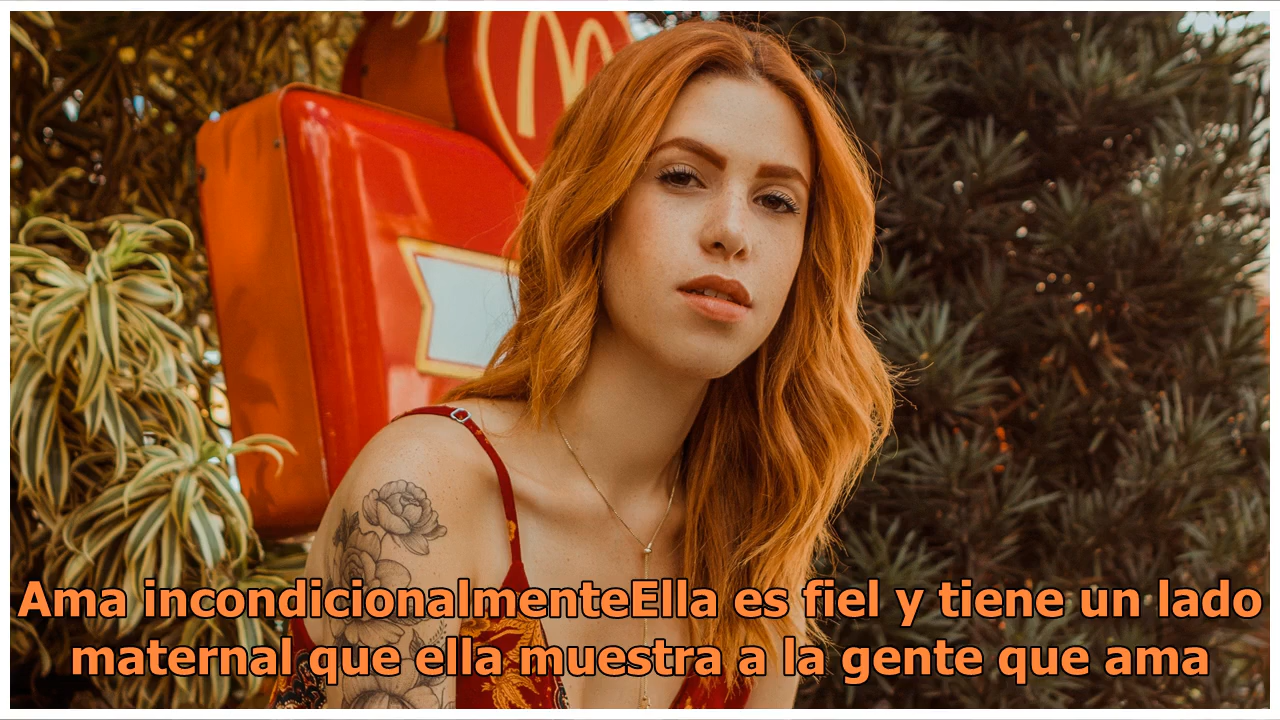 M
Ama incondicionalmenteElla es fiel y tiene un lado
maternal que ella muestra a la gente que ama